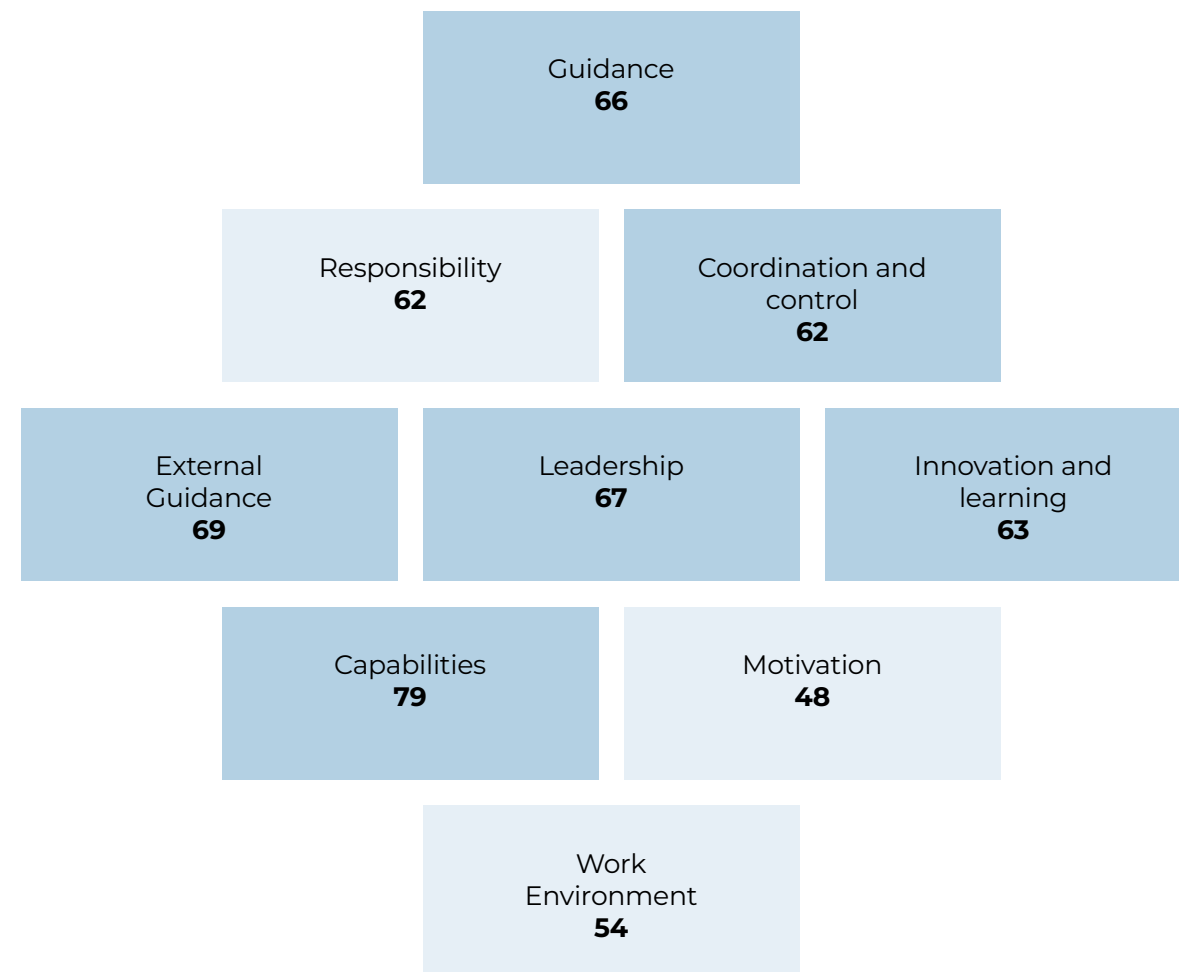 Guidance
66
Responsibility
62
Coordination and
control
62
External
Guidance
69
Leadership
67
Innovation and
learning
63
Capabilities
79
Motivation
48
Work
Environment
54